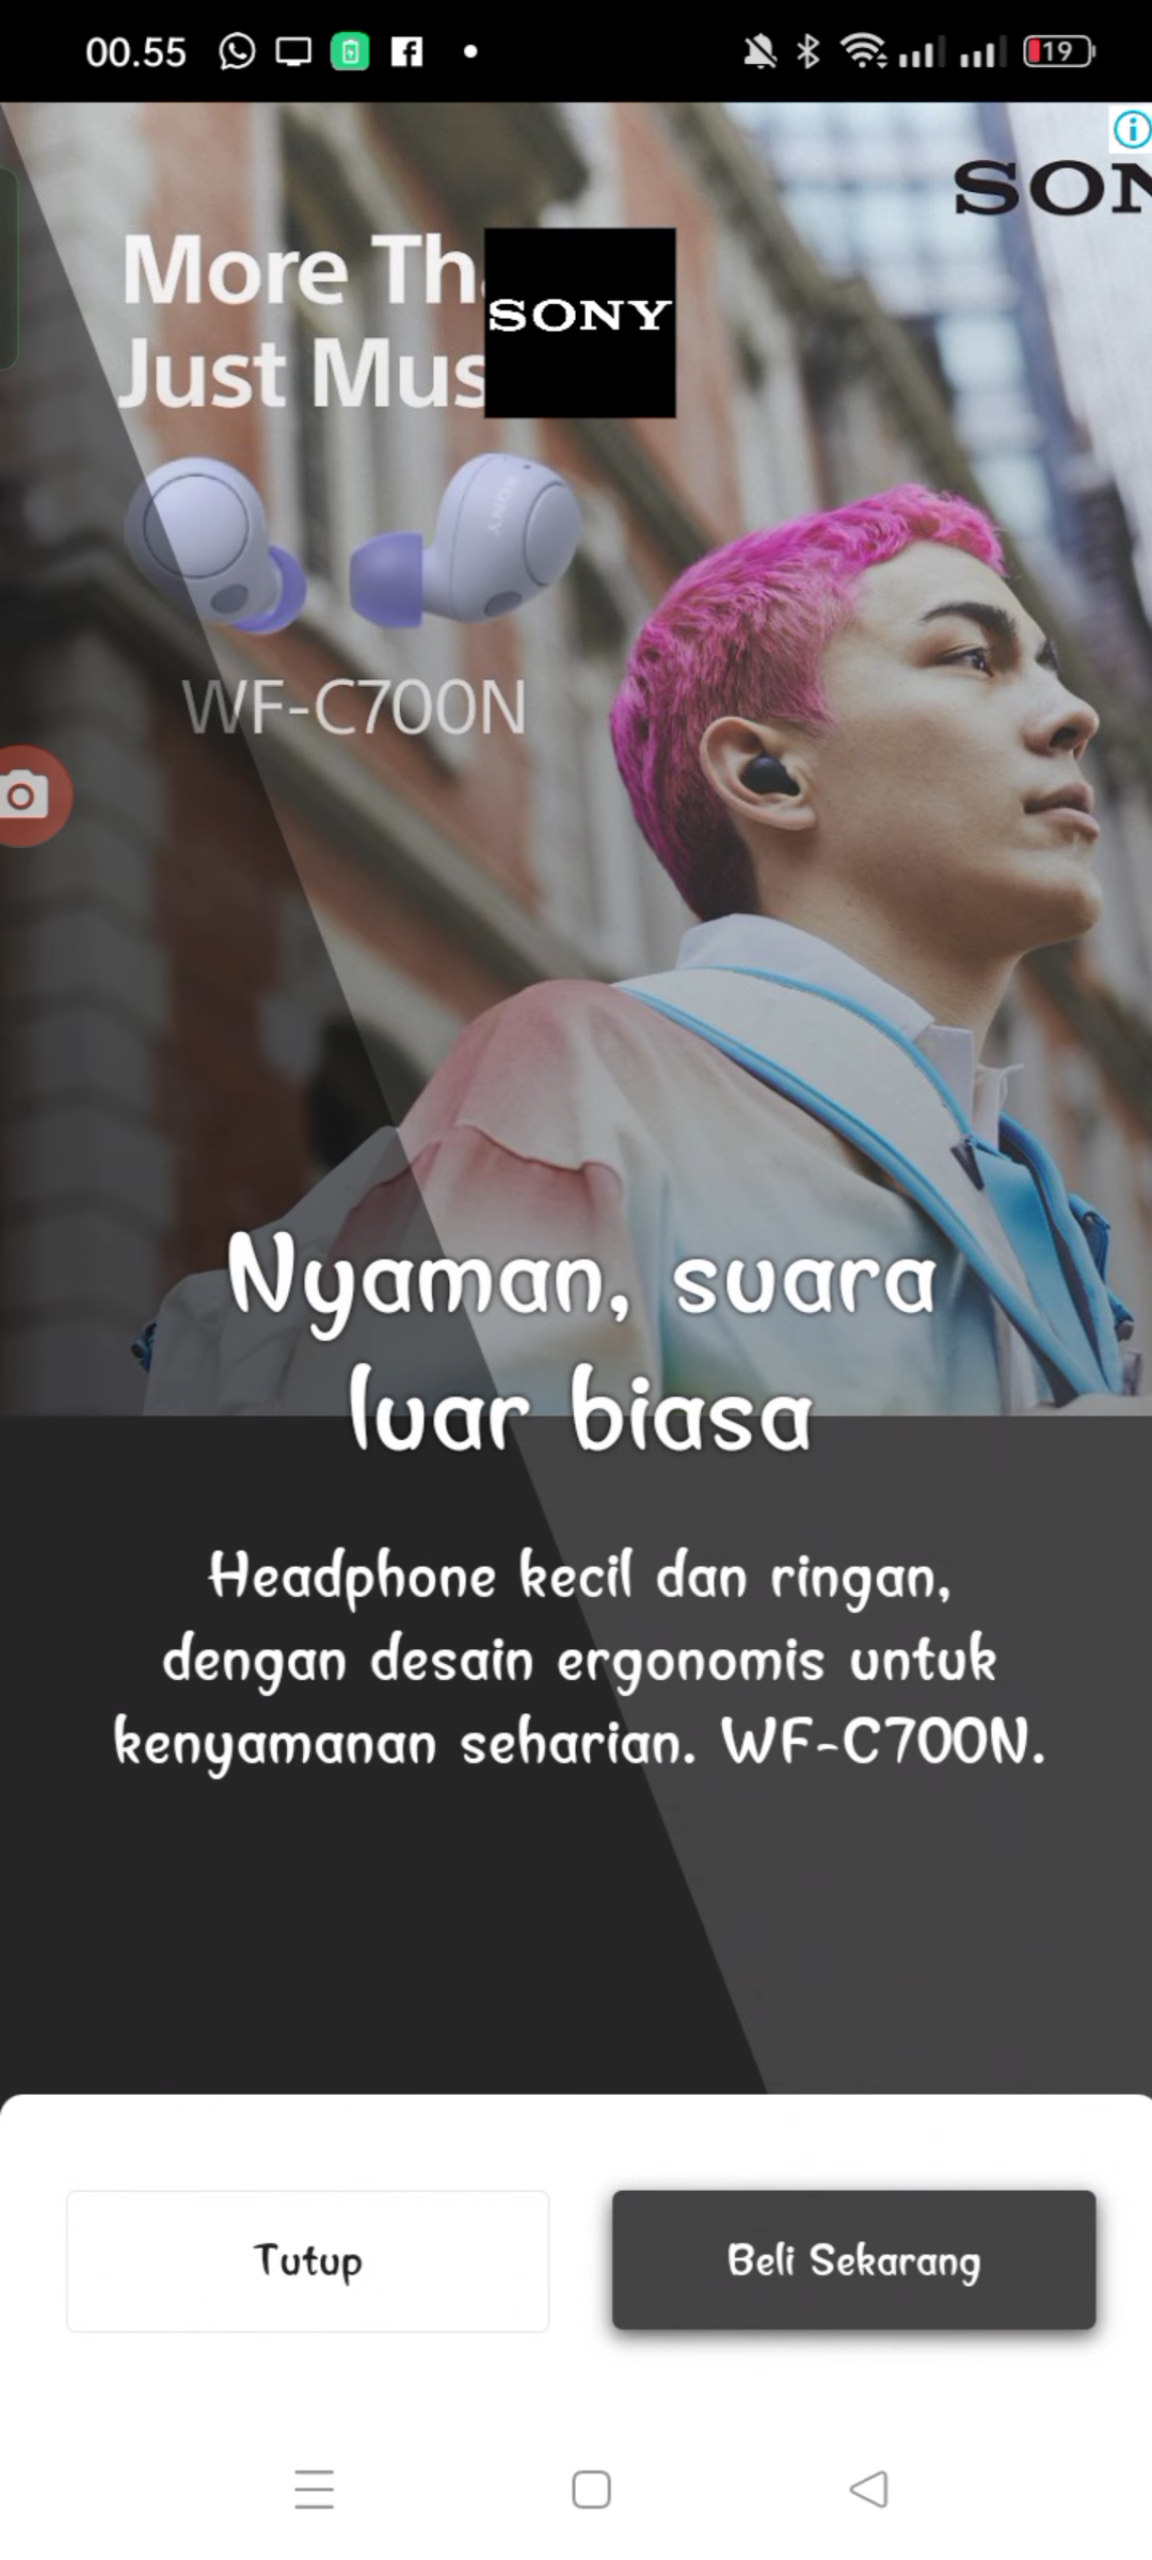 00.55
19
SON
More Th
Just Mus
SONY
SONY
WF-C700N
Nyaman, suara
luar biasa
Headphone kecil dan ringan,
dengan desain ergonomis untuk
kenyamanan seharian. WF-C700N.
Tutup
Beli Sekarang